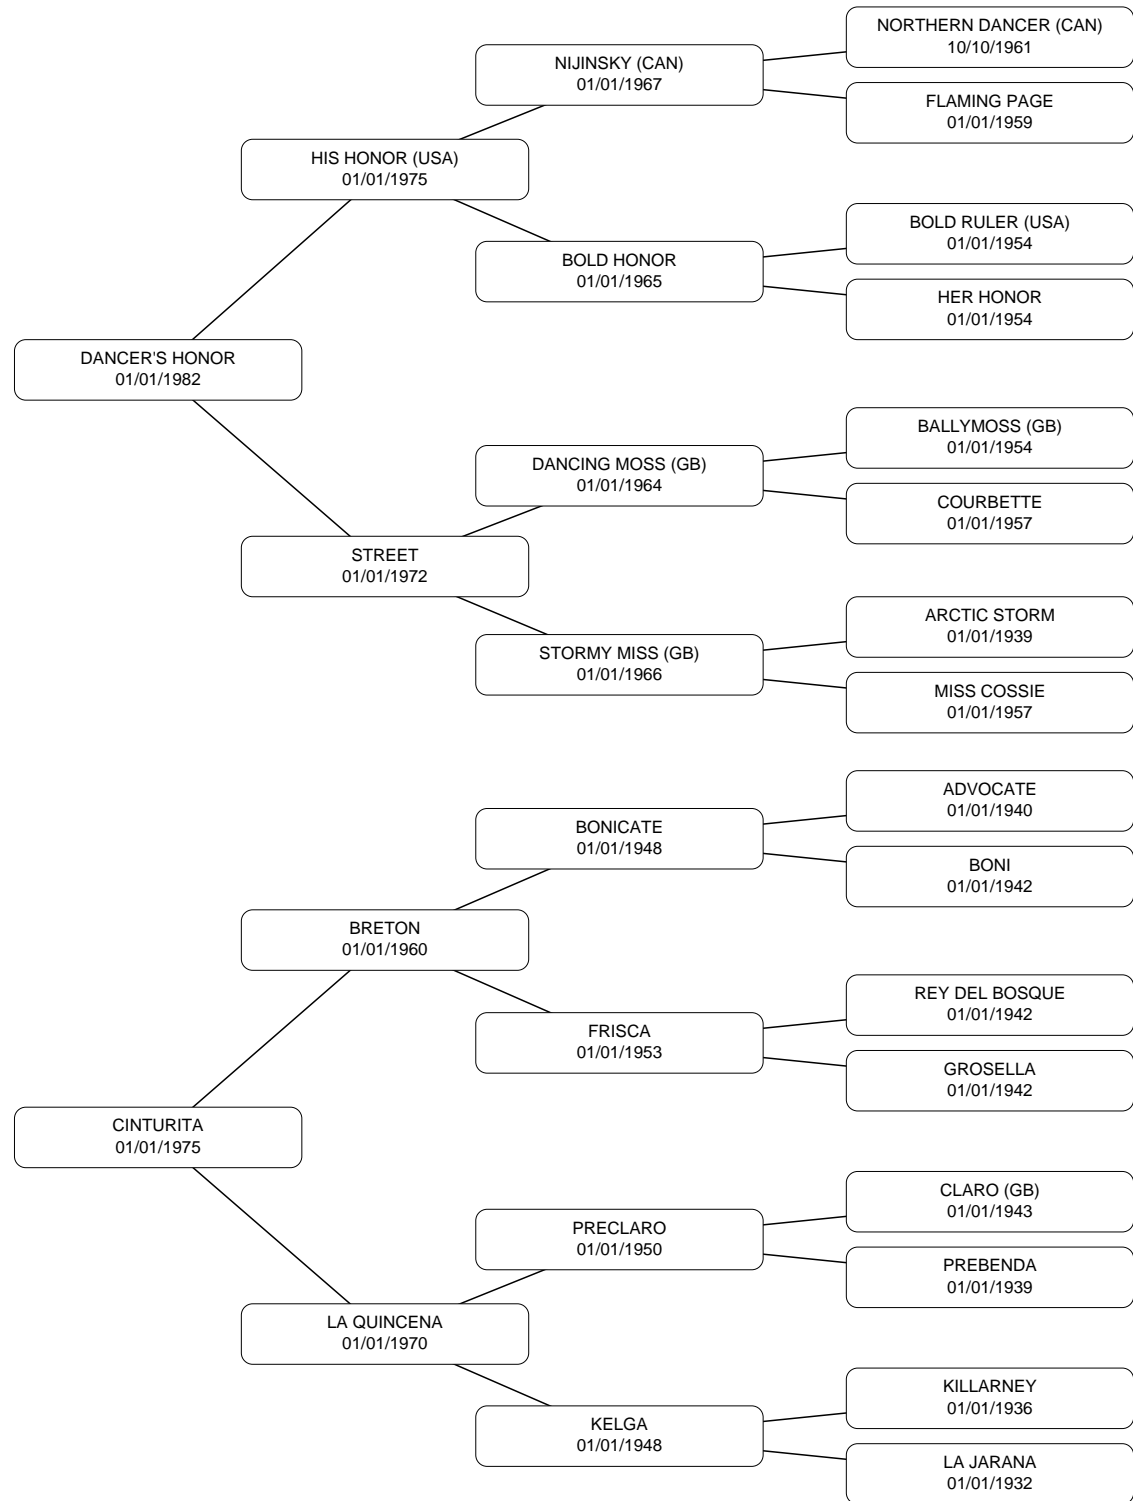 NORTHERN DANCER (CAN)
10/10/1961
NIJINSKY (CAN)
01/01/1967
FLAMING PAGE
01/01/1959
HIS HONOR (USA)
01/01/1975
BOLD RULER (USA)
01/01/1954
BOLD HONOR
01/01/1965
HER HONOR
01/01/1954
DANCER'S HONOR
01/01/1982
BALLYMOSS (GB)
01/01/1954
DANCING MOSS (GB)
01/01/1964
COURBETTE
01/01/1957
STREET
01/01/1972
ARCTIC STORM
01/01/1939
STORMY MISS (GB)
01/01/1966
MISS COSSIE
01/01/1957
ADVOCATE
01/01/1940
BONICATE
01/01/1948
BONI
01/01/1942
BRETON
01/01/1960
REY DEL BOSQUE
01/01/1942
FRISCA
01/01/1953
GROSELLA
01/01/1942
CINTURITA
01/01/1975
CLARO (GB)
01/01/1943
PRECLARO
01/01/1950
PREBENDA
01/01/1939
LA QUINCENA
01/01/1970
KILLARNEY
01/01/1936
KELGA
01/01/1948
LA JARANA
01/01/1932